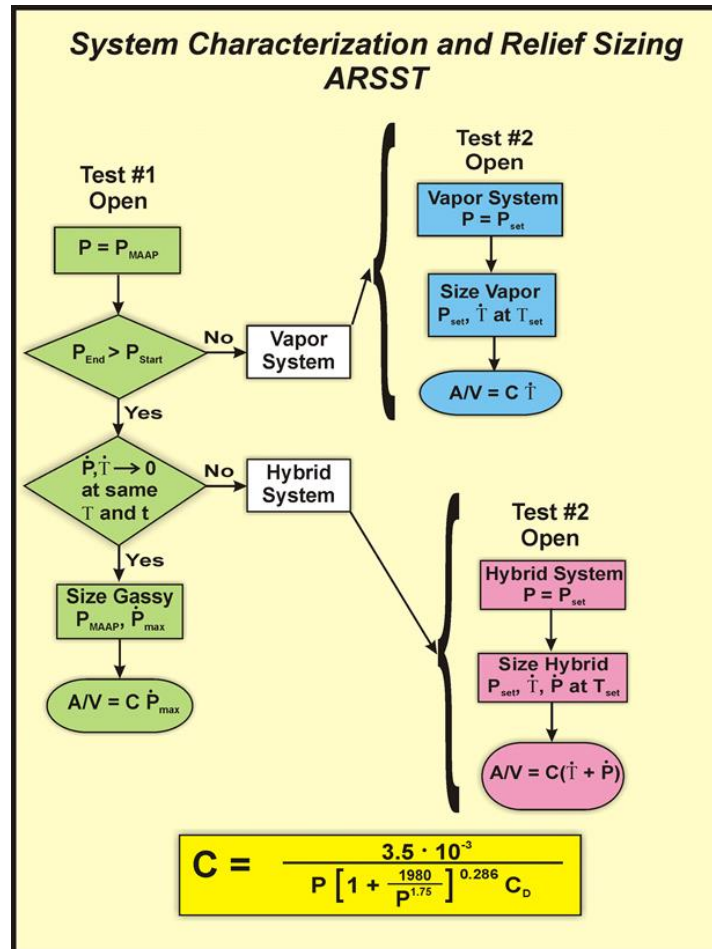 System Characterization and Relief Sizing
ARSST
Test #1
Open
P = P_MAAP
P_End > P_Start
No
Vapor
System
Yes
Ṗ,Ṫ → 0
at same
T and t
No
Hybrid
System
Yes
Size Gassy
P_MAAP, Ṗ_max
A/V = C Ṗ_max
Test #2
Open
Vapor System
P = P_set
Size Vapor
P_set, Ṫ at T_set
A/V = C Ṫ
Test #2
Open
Hybrid System
P = P_set
Size Hybrid
P_set, Ṫ, Ṗ at T_set
A/V = C(Ṫ + Ṗ)
C = 3.5 · 10^-3 / P [ 1 + 1980 / P^1.75 ]^0.286 C_D